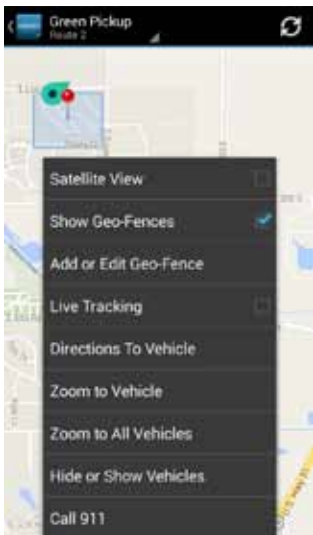 Green Pickup
Route 2
Satellite View
Show Geo-Fences
Add or Edit Geo-Fence
Live Tracking
Directions To Vehicle
Zoom to Vehicle
Zoom to All Vehicles
Hide or Show Vehicles
Call 911